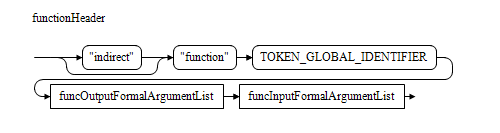 functionHeader
"indirect" "function" TOKEN_GLOBAL_IDENTIFIER
funcOutputFormalArgumentList funcInputFormalArgumentList